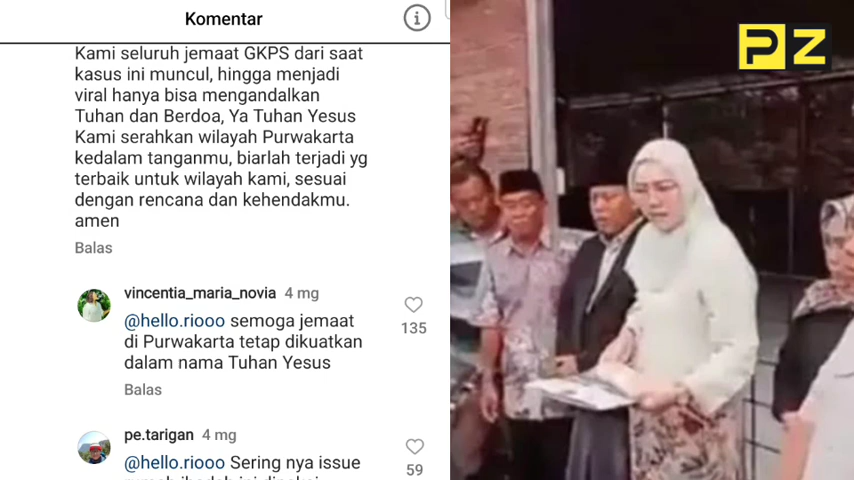 Komentar
Kami seluruh jemaat GKPS dari saat
kasus ini muncul, hingga menjadi
viral hanya bisa mengandalkan
Tuhan dan Berdoa, Ya Tuhan Yesus
Kami serahkan wilayah Purwakarta
kedalam tanganmu, biarlah terjadi yg
terbaik untuk wilayah kami, sesuai
dengan rencana dan kehendakmu.
amen
Balas
vincentia_maria_novia 4 mg
@hello.riooo semoga jemaat
di Purwakarta tetap dikuatkan
dalam nama Tuhan Yesus
135
Balas
pe.tarigan 4 mg
@hello.riooo Sering nya issue
59
PZ